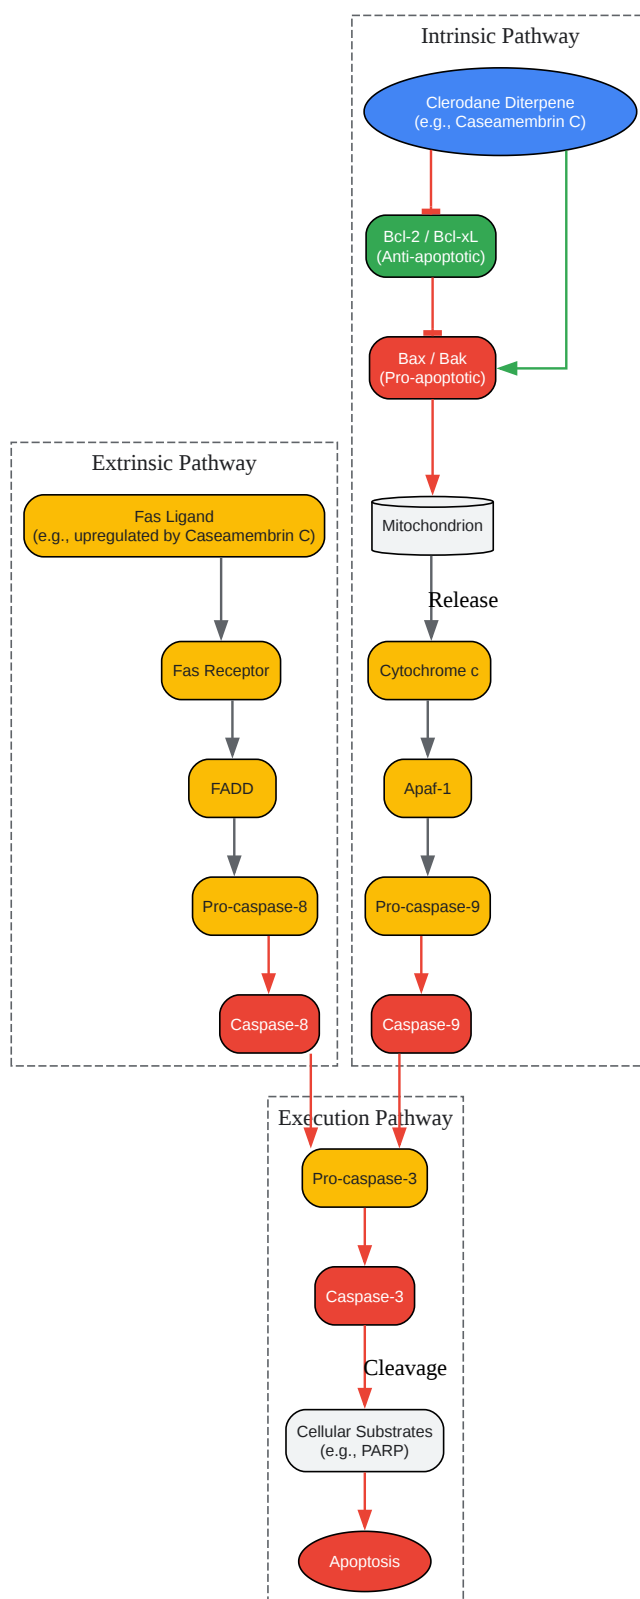 Intrinsic Pathway
Clerodane Diterpene
(e.g., Caseamembrin C)
Bcl-2 / Bcl-xL
(Anti-apoptotic)
Bax / Bak
(Pro-apoptotic)
Mitochondrion
Release
Cytochrome c
Apaf-1
Pro-caspase-9
Caspase-9
Extrinsic Pathway
Fas Ligand
(e.g., upregulated by Caseamembrin C)
Fas Receptor
FADD
Pro-caspase-8
Caspase-8
Execution Pathway
Pro-caspase-3
Caspase-3
Cleavage
Cellular Substrates
(e.g., PARP)
Apoptosis